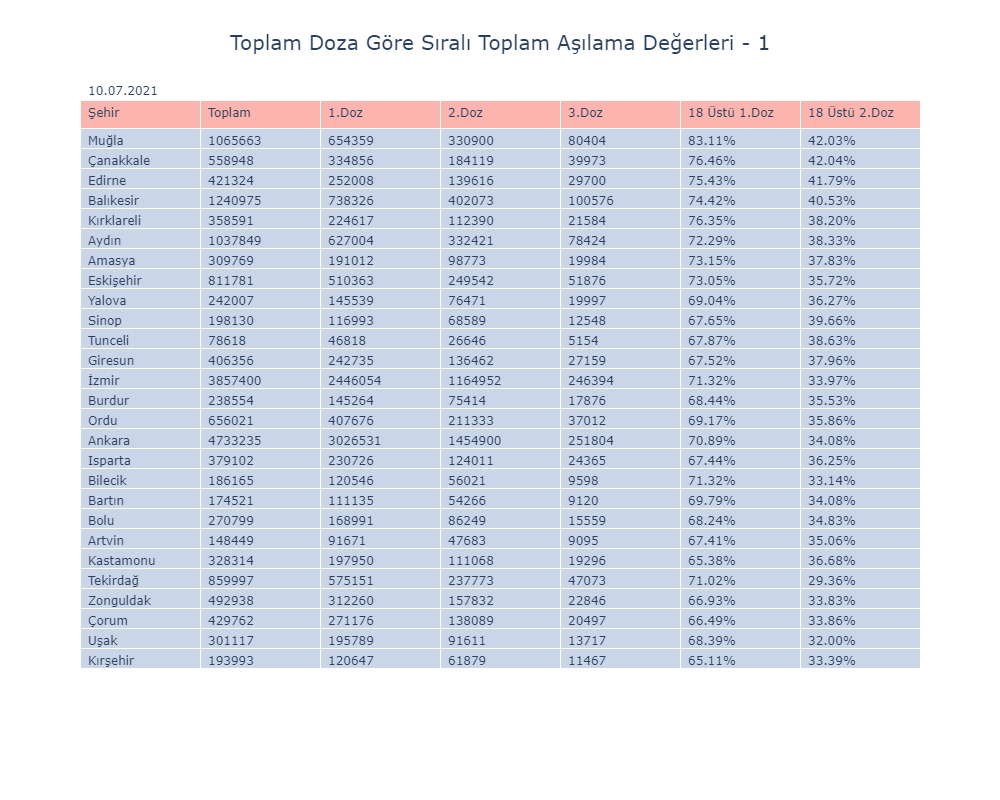 Toplam Doza Göre Sıralı Toplam Aşılama Değerleri - 1
10.07.2021
Şehir Toplam 1.Doz 2.Doz 3.Doz 18 Üstü 1.Doz 18 Üstü 2.Doz
Muğla 1065663 654359 330900 80404 83.11% 42.03%
Çanakkale 558948 334856 184119 39973 76.46% 42.04%
Edirne 421324 252008 139616 29700 75.43% 41.79%
Balıkesir 1240975 738326 402073 100576 74.42% 40.53%
Kırklareli 358591 224617 112390 21584 76.35% 38.20%
Aydın 1037849 627004 332421 78424 72.29% 38.33%
Amasya 309769 191012 98773 19984 73.15% 37.83%
Eskişehir 811781 510363 249542 51876 73.05% 35.72%
Yalova 242007 145539 76471 19997 69.04% 36.27%
Sinop 198130 116993 68589 12548 67.65% 39.66%
Tunceli 78618 46818 26646 5154 67.87% 38.63%
Giresun 406356 242735 136462 27159 67.52% 37.96%
İzmir 3857400 2446054 1164952 246394 71.32% 33.97%
Burdur 238554 145264 75414 17876 68.44% 35.53%
Ordu 656021 407676 211333 37012 69.17% 35.86%
Ankara 4733235 3026531 1454900 251804 70.89% 34.08%
Isparta 379102 230726 124011 24365 67.44% 36.25%
Bilecik 186165 120546 56021 9598 71.32% 33.14%
Bartın 174521 111135 54266 9120 69.79% 34.08%
Bolu 270799 168991 86249 15559 68.24% 34.83%
Artvin 148449 91671 47683 9095 67.41% 35.06%
Kastamonu 328314 197950 111068 19296 65.38% 36.68%
Tekirdağ 859997 575151 237773 47073 71.02% 29.36%
Zonguldak 492938 312260 157832 22846 66.93% 33.83%
Çorum 429762 271176 138089 20497 66.49% 33.86%
Uşak 301117 195789 91611 13717 68.39% 32.00%
Kırşehir 193993 120647 61879 11467 65.11% 33.39%